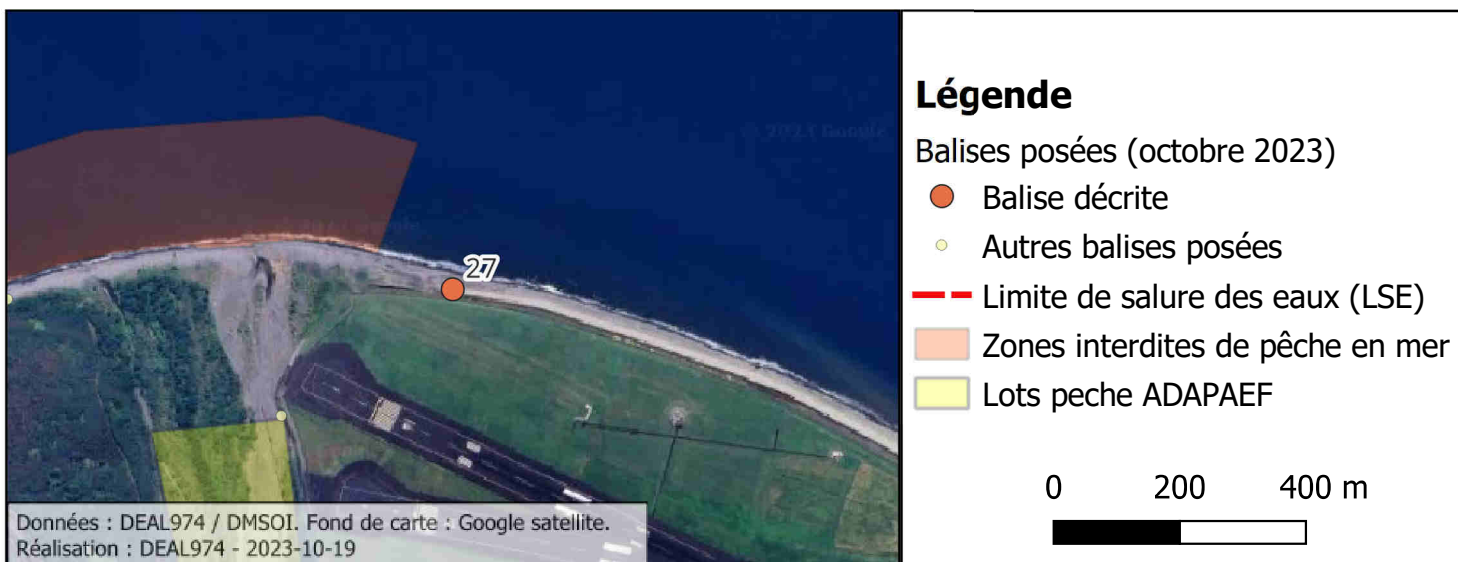 © 2023 Google
27
Données : DEAL974 / DMSOI. Fond de carte : Google satellite.
Réalisation : DEAL974 - 2023-10-19
Légende
Balises posées (octobre 2023)
Balise décrite
Autres balises posées
Limite de salure des eaux (LSE)
Zones interdites de pêche en mer
Lots peche ADAPAEF
0 200 400 m